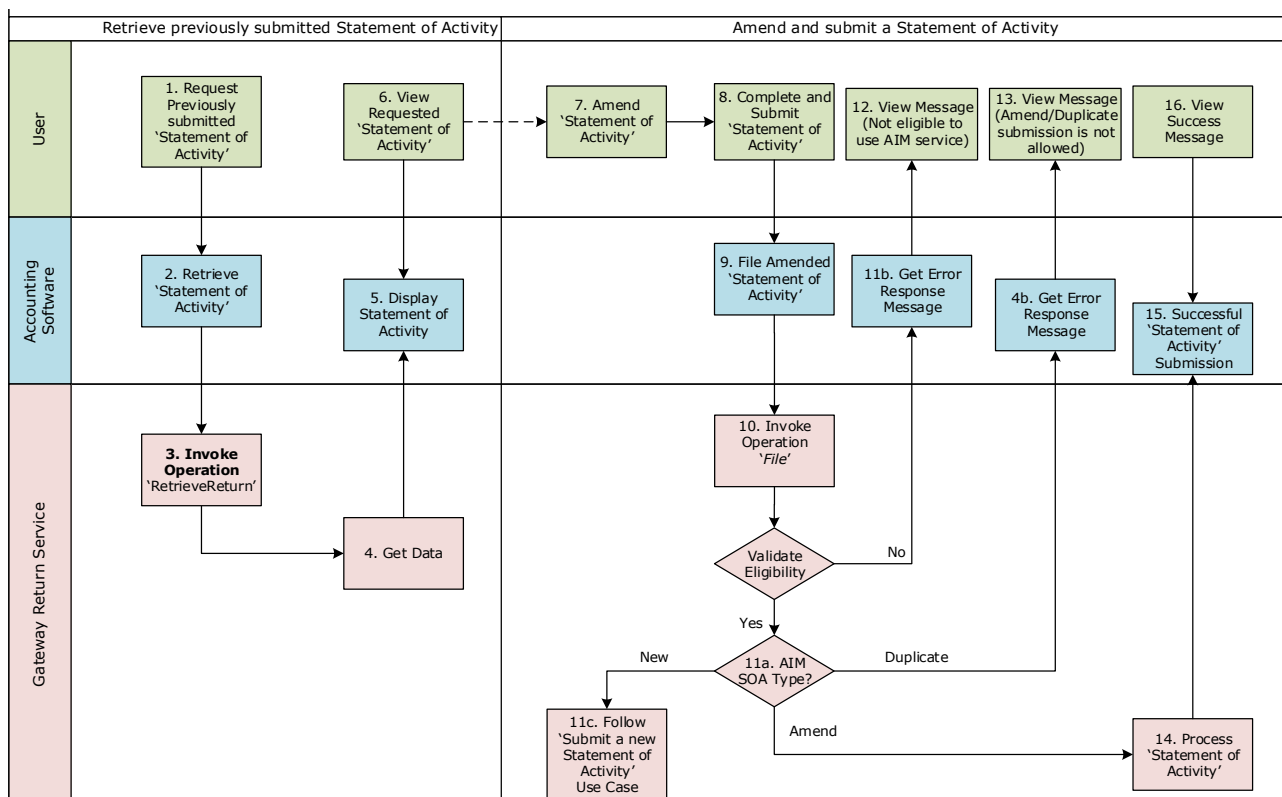 Retrieve previously submitted Statement of Activity
Amend and submit a Statement of Activity
User
1. Request
Previously
submitted
‘Statement of
Activity’
6. View
Requested
‘Statement of
Activity’
7. Amend
‘Statement of
Activity’
8. Complete and
Submit
‘Statement of
Activity’
12. View Message
(Not eligible to
use AIM service)
13. View Message
(Amend/Duplicate
submission is not
allowed)
16. View
Success
Message
Accounting
Software
2. Retrieve
‘Statement of
Activity’
5. Display
Statement of
Activity
9. File Amended
‘Statement of
Activity’
11b. Get Error
Response
Message
4b. Get Error
Response
Message
15. Successful
‘Statement of
Activity’
Submission
Gateway Return Service
3. Invoke
Operation
‘RetrieveReturn’
4. Get Data
10. Invoke
Operation
‘File’
Validate
Eligibility
No
Yes
11a. AIM
SOA Type?
New
Duplicate
Amend
11c. Follow
‘Submit a new
Statement of
Activity’
Use Case
14. Process
‘Statement of
Activity’